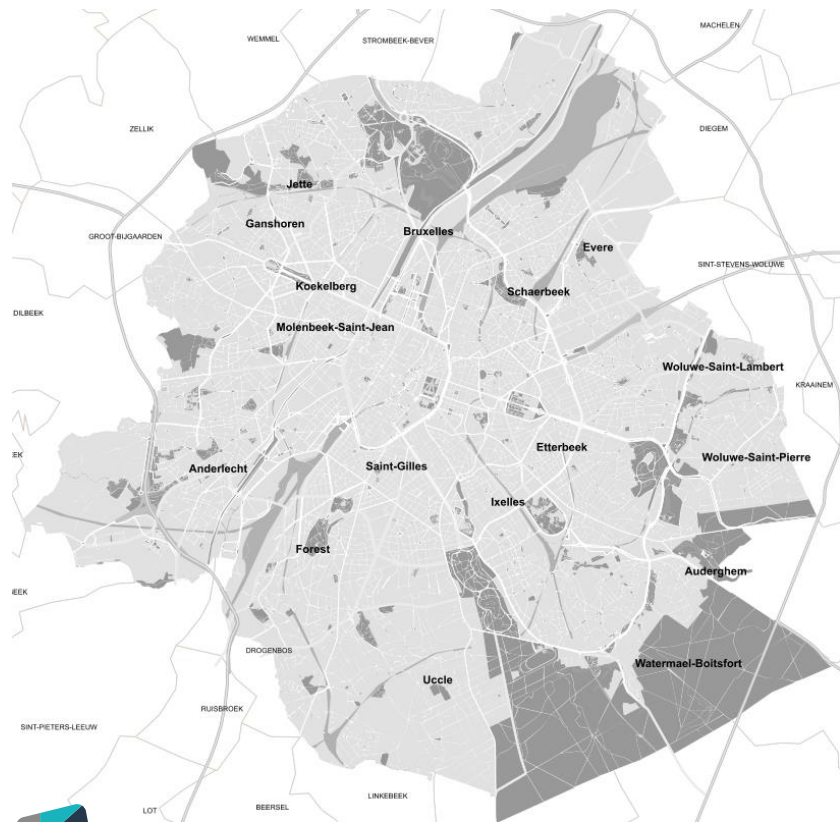 MACHELEN
WEMMEL
STROMBEEK-BEVER
ZELLIK
DIEGEM
Jette
Ganshoren
Bruxelles
GROOT-BIJGAARDEN
Evere
SINT-STEVENS-WOLUWE
Koekelberg
Schaerbeek
DILBEEK
Molenbeek-Saint-Jean
Woluwe-Saint-Lambert
KRAAINEM
Etterbeek
EK
Woluwe-Saint-Pierre
Anderlecht
Saint-Gilles
Ixelles
Forest
Auderghem
BEEK
DROGENBOS
Watermael-Boitsfort
Uccle
RUISBROEK
SINT-PIETERS-LEEUW
LINKEBEEK
BEERSEL
LOT